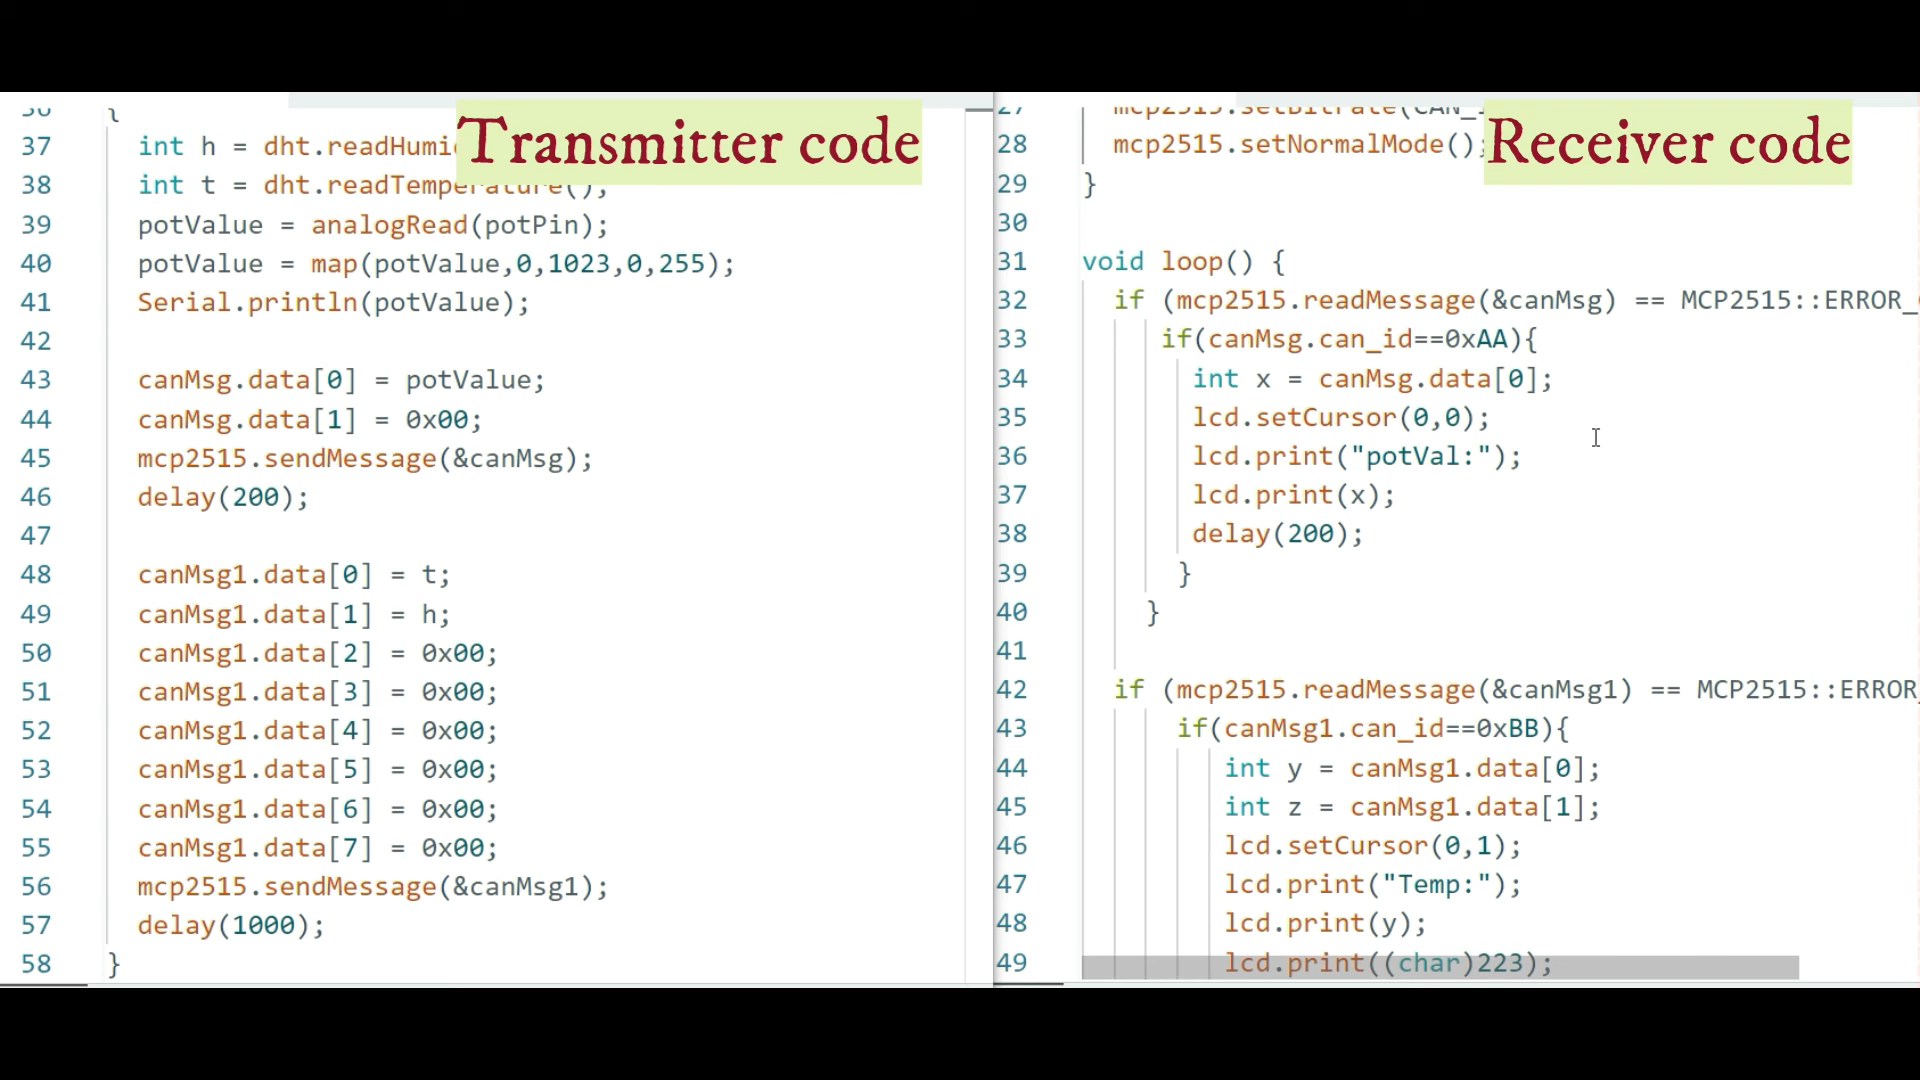 Transmitter code
36 {
37 int h = dht.readHumi
38 int t = dht.readTemperature();
39 potValue = analogRead(potPin);
40 potValue = map(potValue,0,1023,0,255);
41 Serial.println(potValue);
42
43 canMsg.data[0] = potValue;
44 canMsg.data[1] = 0x00;
45 mcp2515.sendMessage(&canMsg);
46 delay(200);
47
48 canMsg1.data[0] = t;
49 canMsg1.data[1] = h;
50 canMsg1.data[2] = 0x00;
51 canMsg1.data[3] = 0x00;
52 canMsg1.data[4] = 0x00;
53 canMsg1.data[5] = 0x00;
54 canMsg1.data[6] = 0x00;
55 canMsg1.data[7] = 0x00;
56 mcp2515.sendMessage(&canMsg1);
57 delay(1000);
58 }
Receiver code
27 mcp2515.setBitrate(CAN_
28 mcp2515.setNormalMode();
29 }
30
31 void loop() {
32 if (mcp2515.readMessage(&canMsg) == MCP2515::ERROR_
33 if(canMsg.can_id==0xAA){
34 int x = canMsg.data[0];
35 lcd.setCursor(0,0);
36 lcd.print("potVal:");
37 lcd.print(x);
38 delay(200);
39 }
40 }
41
42 if (mcp2515.readMessage(&canMsg1) == MCP2515::ERROR
43 if(canMsg1.can_id==0xBB){
44 int y = canMsg1.data[0];
45 int z = canMsg1.data[1];
46 lcd.setCursor(0,1);
47 lcd.print("Temp:");
48 lcd.print(y);
49 lcd.print((char)223);